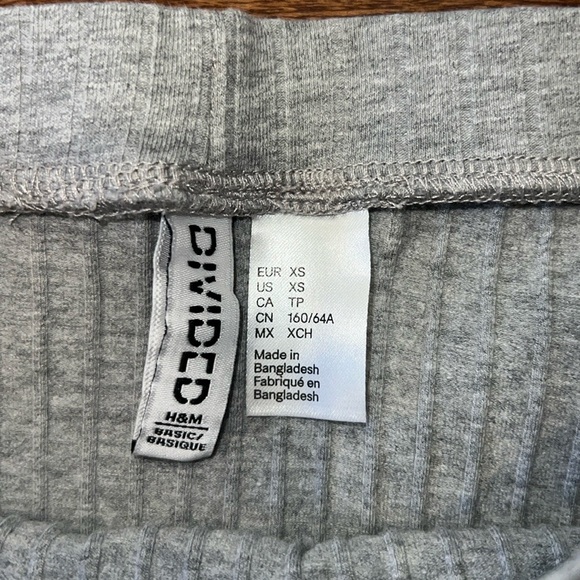 DIVIDED
H&M
BASIC/
BASIQUE
EUR XS
US XS
CA TP
CN 160/64A
MX XCH
Made in
Bangladesh
Fabriqué en
Bangladesh